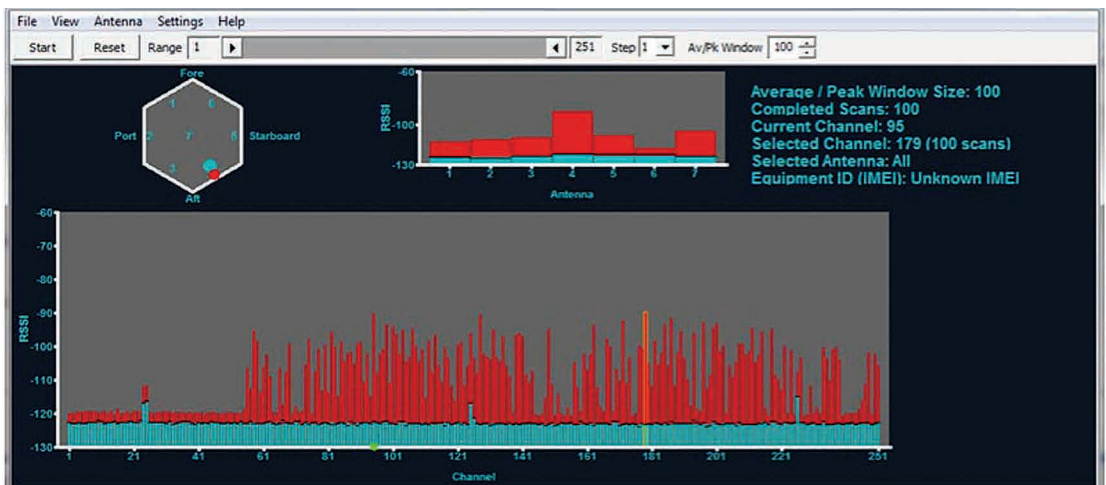 File View Antenna Settings Help
Start Reset Range 1 251 Step 1 Av/Pk Window 100
Fore
1 6
Port 2 7 5 Starboard
3
Aft
-60
-100
-130
RSSI
1 2 3 4 5 6 7
Antenna
Average / Peak Window Size: 100
Completed Scans: 100
Current Channel: 95
Selected Channel: 179 (100 scans)
Selected Antenna: All
Equipment ID (IMEI): Unknown IMEI
-60
-70
-80
-90
-100
-110
-120
-130
RSSI
1 21 41 61 81 101 121 141 161 181 201 221 251
Channel